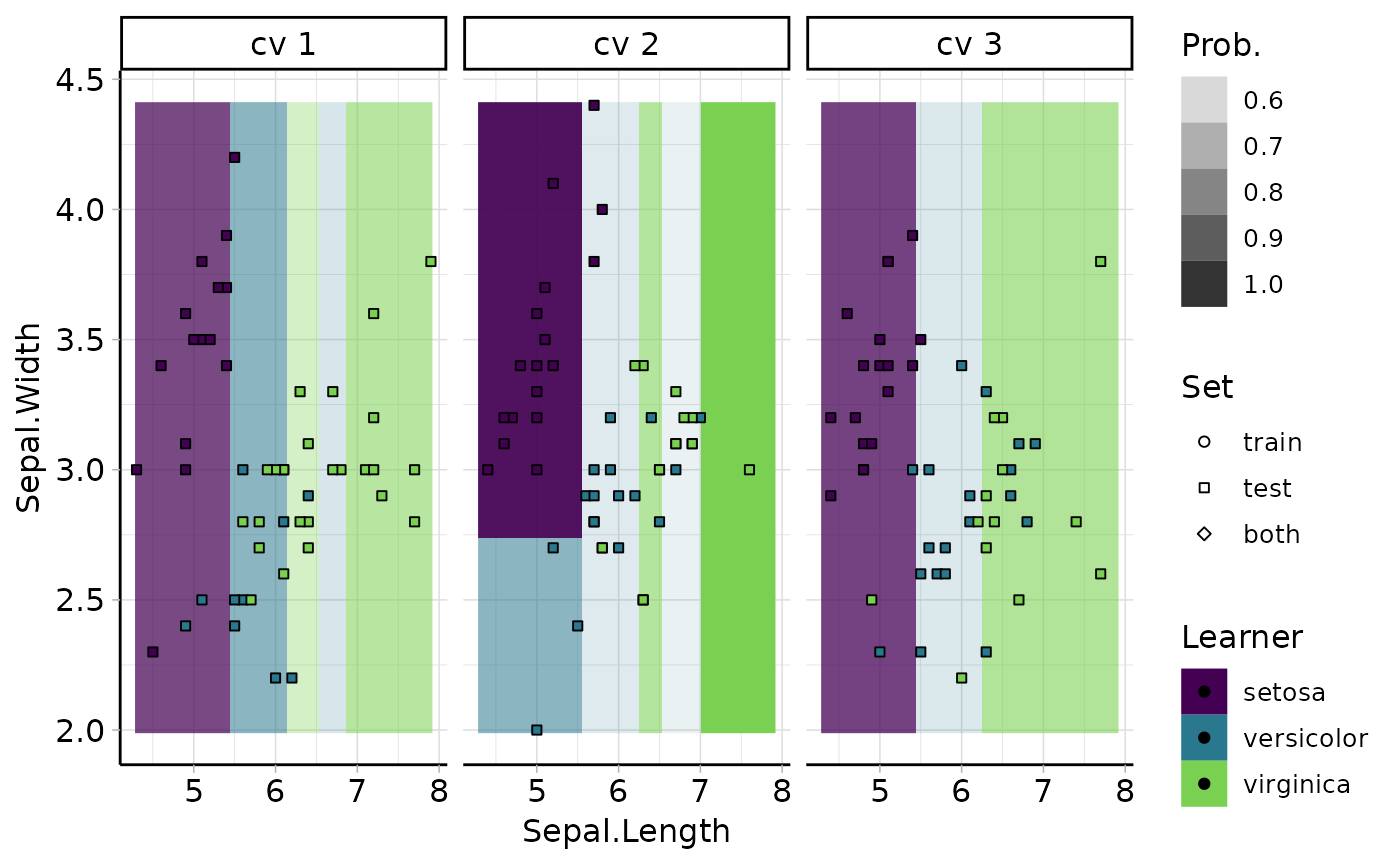 cv 1
cv 2
cv 3
Sepal.Width
4.5
4.0
3.5
3.0
2.5
2.0
5 6 7 8
5 6 7 8
5 6 7 8
Sepal.Length
Prob.
0.6
0.7
0.8
0.9
1.0
Set
train
test
both
Learner
setosa
versicolor
virginica